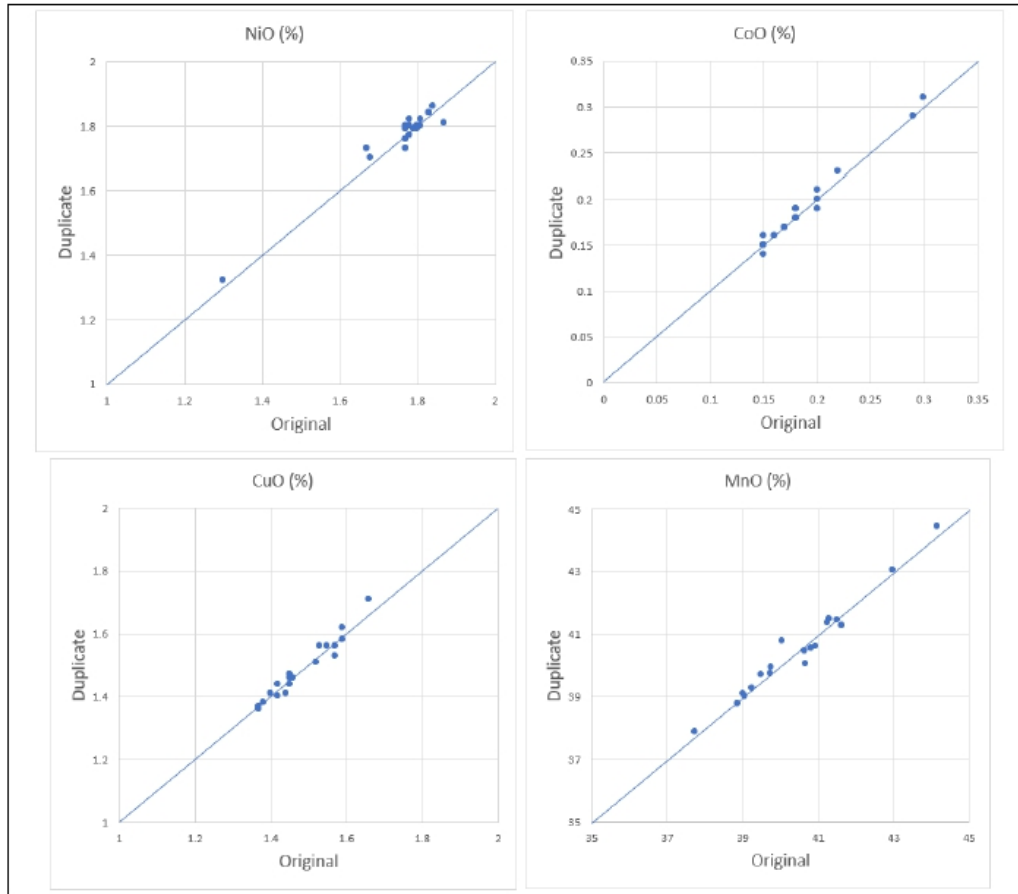 NiO (%)
2
1.8
1.6
1.4
1.2
1
Duplicate
1 1.2 1.4 1.6 1.8 2
Original
CoO (%)
0.35
0.3
0.25
0.2
0.15
0.1
0.05
0
Duplicate
0 0.05 0.1 0.15 0.2 0.25 0.3 0.35
Original
CuO (%)
2
1.8
1.6
1.4
1.2
1
Duplicate
1 1.2 1.4 1.6 1.8 2
Original
MnO (%)
45
43
41
39
37
35
Duplicate
35 37 39 41 43 45
Original